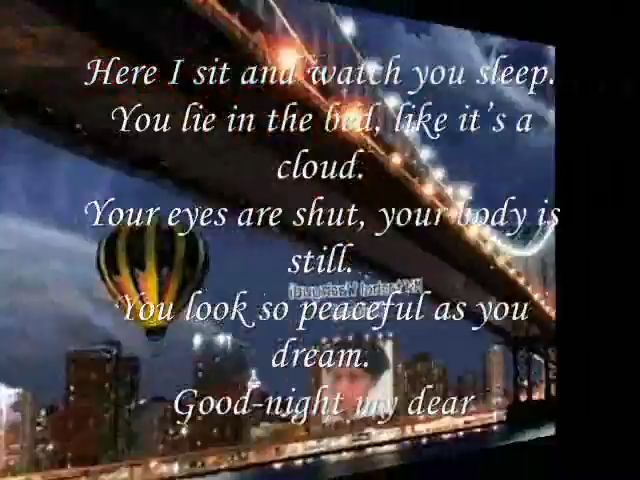 Here I sit and watch you sleep.
You lie in the bed, like it's a
cloud.
Your eyes are shut, your body is
still.
You look so peaceful as you
dream.
Good-night my dear